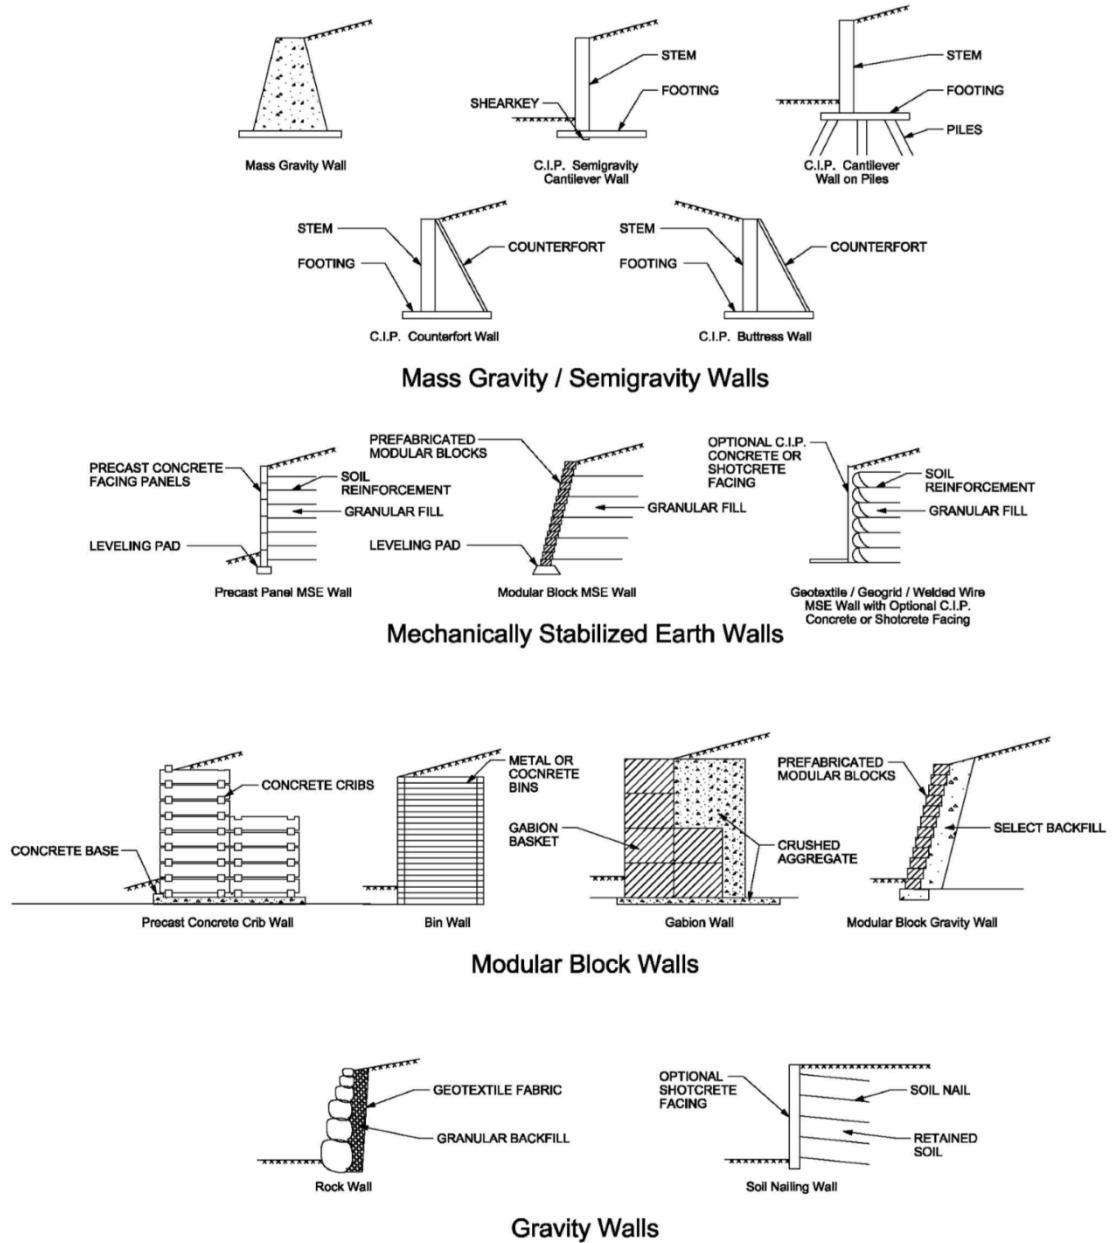 STEM
SHEARKEY
FOOTING
Mass Gravity Wall
C.I.P. Semigravity
Cantilever Wall
STEM
FOOTING
PILES
C.I.P. Cantilever
Wall on Piles
STEM
FOOTING
COUNTERFORT
C.I.P. Counterfort Wall
STEM
FOOTING
COUNTERFORT
C.I.P. Buttress Wall
Mass Gravity / Semigravity Walls
PRECAST CONCRETE
FACING PANELS
SOIL
REINFORCEMENT
GRANULAR FILL
LEVELING PAD
Precast Panel MSE Wall
PREFABRICATED
MODULAR BLOCKS
GRANULAR FILL
LEVELING PAD
Modular Block MSE Wall
OPTIONAL C.I.P.
CONCRETE OR
SHOTCRETE
FACING
SOIL
REINFORCEMENT
GRANULAR FILL
Geotextile / Geogrid / Welded Wire
MSE Wall with Optional C.I.P.
Concrete or Shotcrete Facing
Mechanically Stabilized Earth Walls
CONCRETE CRIBS
CONCRETE BASE
Precast Concrete Crib Wall
METAL OR
COCNRETE
BINS
Bin Wall
GABION
BASKET
CRUSHED
AGGREGATE
Gabion Wall
PREFABRICATED
MODULAR BLOCKS
SELECT BACKFILL
Modular Block Gravity Wall
Modular Block Walls
GEOTEXTILE FABRIC
GRANULAR BACKFILL
Rock Wall
OPTIONAL
SHOTCRETE
FACING
SOIL NAIL
RETAINED
SOIL
Soil Nailing Wall
Gravity Walls